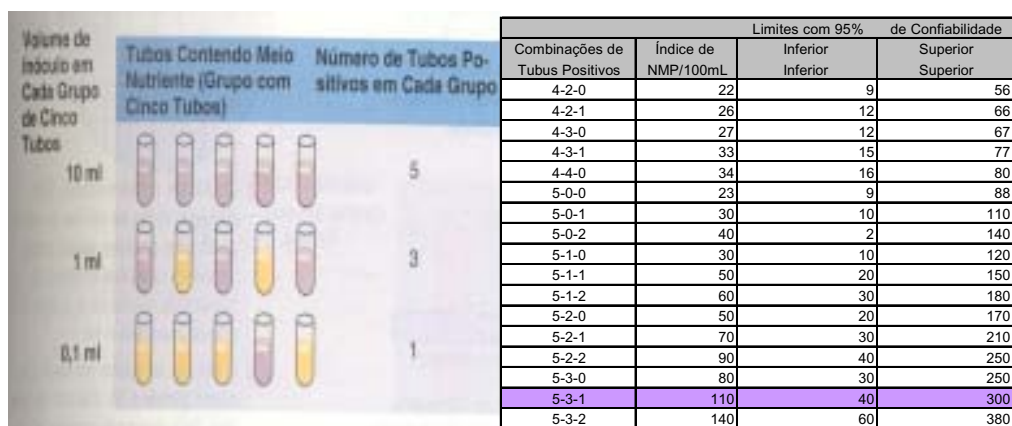 Volume de
Inóculo em
Cada Grupo
de Cinco
Tubos
Tubos Contendo Meio
Nutriente (Grupo com
Cinco Tubos)
Número de Tubos Po-
sitivos em Cada Grupo
10 ml
5
1 ml
3
0,1 ml
1
Limites com 95% de Confiabilidade
Combinações de Índice de Inferior Superior
Tubus Positivos NMP/100mL Inferior Superior
4-2-0 22 9 56
4-2-1 26 12 66
4-3-0 27 12 67
4-3-1 33 15 77
4-4-0 34 16 80
5-0-0 23 9 88
5-0-1 30 10 110
5-0-2 40 2 140
5-1-0 30 10 120
5-1-1 50 20 150
5-1-2 60 30 180
5-2-0 50 20 170
5-2-1 70 30 210
5-2-2 90 40 250
5-3-0 80 30 250
5-3-1 110 40 300
5-3-2 140 60 380